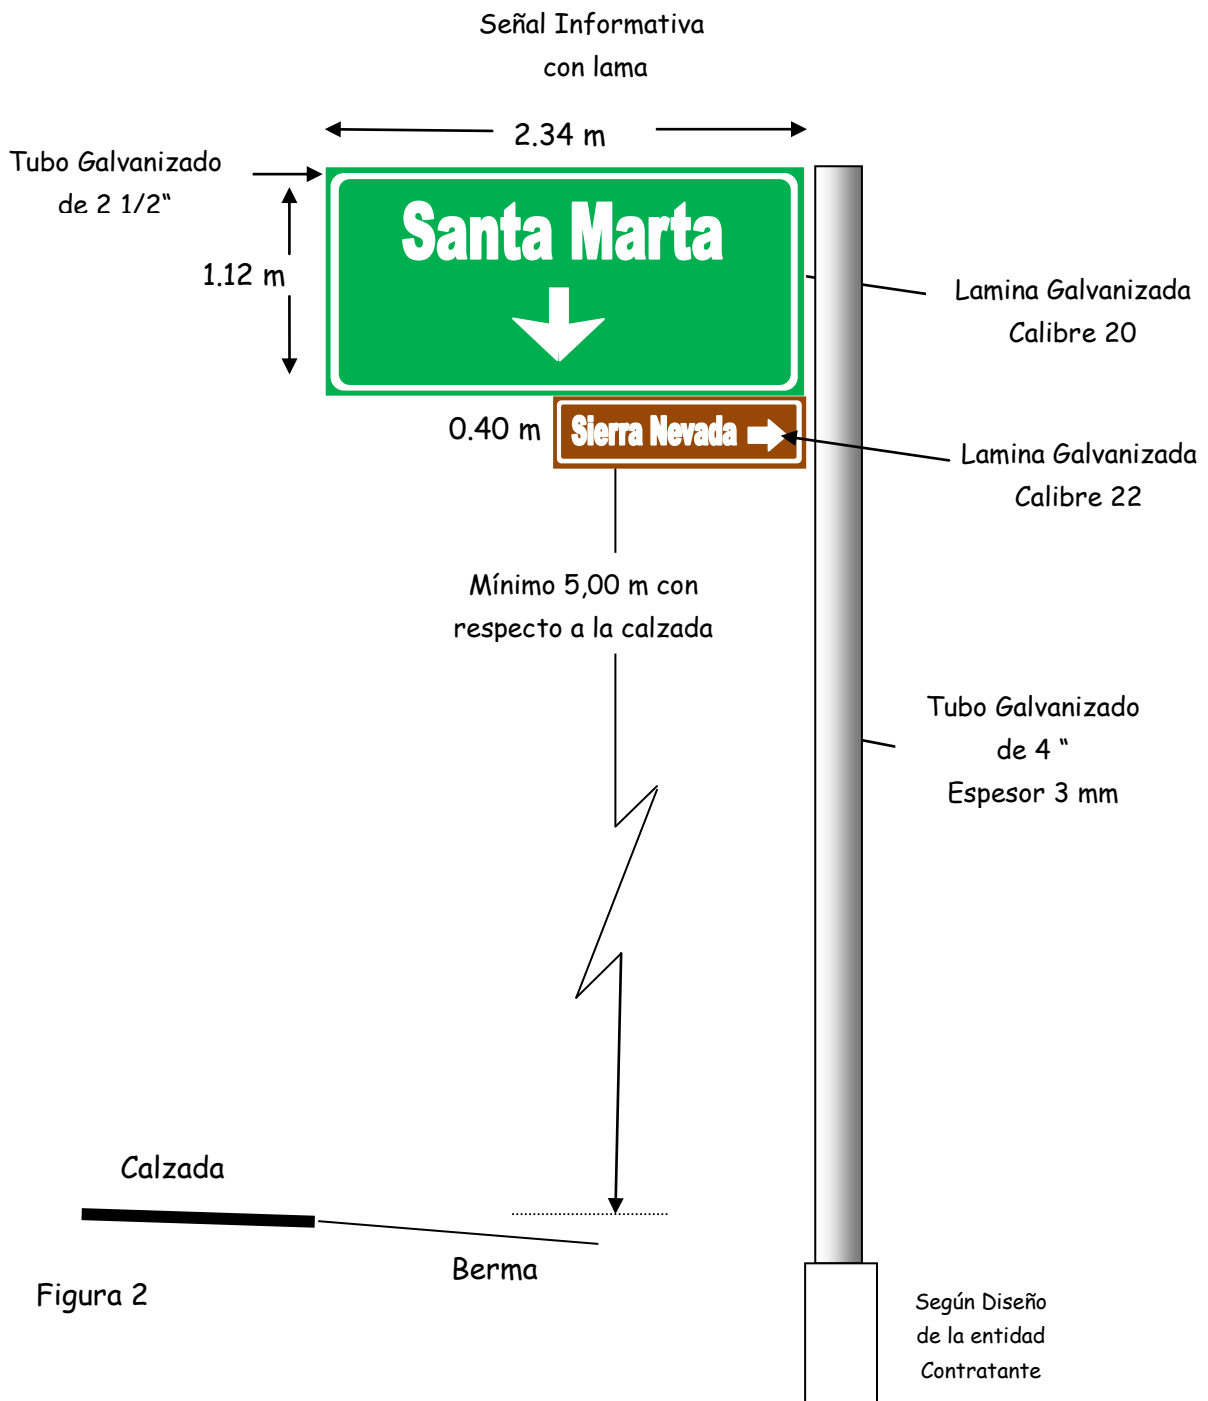 Señal Informativa
con lama
2.34 m
Tubo Galvanizado
de 2 1/2“
Santa Marta
1.12 m
Lamina Galvanizada
Calibre 20
0.40 m
Sierra Nevada
Lamina Galvanizada
Calibre 22
Mínimo 5,00 m con
respecto a la calzada
Tubo Galvanizado
de 4 “
Espesor 3 mm
Calzada
Berma
Figura 2
Según Diseño
de la entidad
Contratante